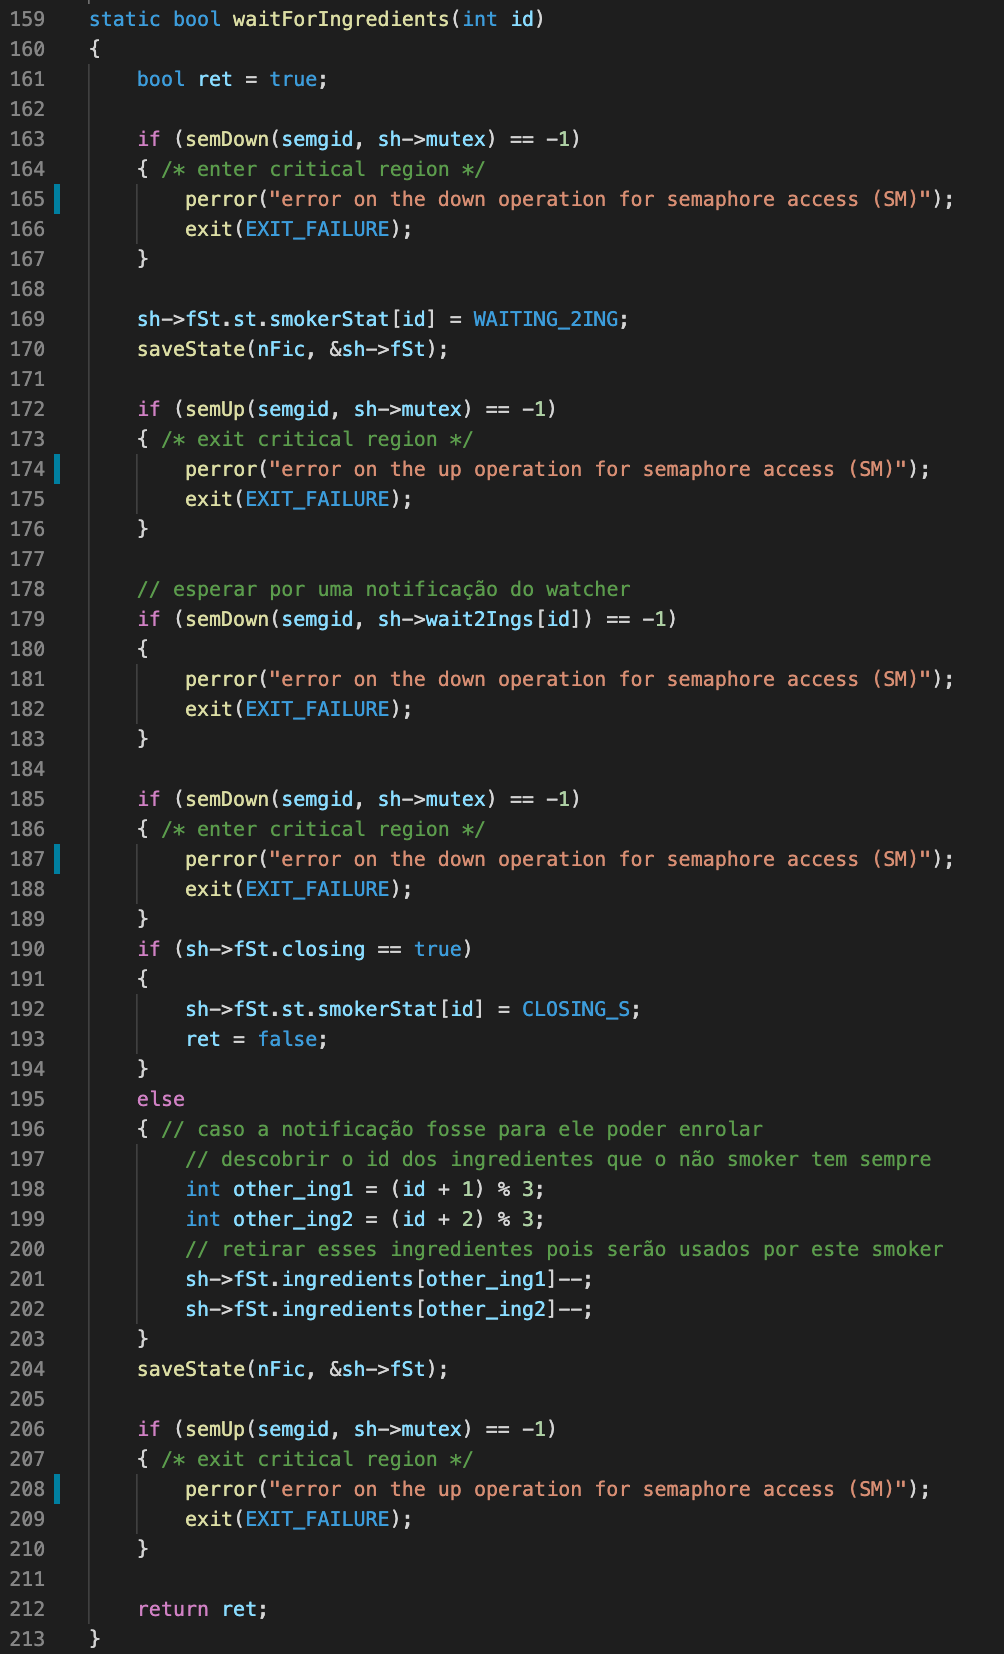 159 static bool waitForIngredients(int id)
160 {
161 bool ret = true;
162
163 if (semDown(semgid, sh->mutex) == -1)
164 { /* enter critical region */
165 perror("error on the down operation for semaphore access (SM)");
166 exit(EXIT_FAILURE);
167 }
168
169 sh->fSt.st.smokerStat[id] = WAITING_2ING;
170 saveState(nFic, &sh->fSt);
171
172 if (semUp(semgid, sh->mutex) == -1)
173 { /* exit critical region */
174 perror("error on the up operation for semaphore access (SM)");
175 exit(EXIT_FAILURE);
176 }
177
178 // esperar por uma notificação do watcher
179 if (semDown(semgid, sh->wait2Ings[id]) == -1)
180 {
181 perror("error on the down operation for semaphore access (SM)");
182 exit(EXIT_FAILURE);
183 }
184
185 if (semDown(semgid, sh->mutex) == -1)
186 { /* enter critical region */
187 perror("error on the down operation for semaphore access (SM)");
188 exit(EXIT_FAILURE);
189 }
190 if (sh->fSt.closing == true)
191 {
192 sh->fSt.st.smokerStat[id] = CLOSING_S;
193 ret = false;
194 }
195 else
196 { // caso a notificação fosse para ele poder enrolar
197 // descobrir o id dos ingredientes que o não smoker tem sempre
198 int other_ing1 = (id + 1) % 3;
199 int other_ing2 = (id + 2) % 3;
200 // retirar esses ingredientes pois serão usados por este smoker
201 sh->fSt.ingredients[other_ing1]--;
202 sh->fSt.ingredients[other_ing2]--;
203 }
204 saveState(nFic, &sh->fSt);
205
206 if (semUp(semgid, sh->mutex) == -1)
207 { /* exit critical region */
208 perror("error on the up operation for semaphore access (SM)");
209 exit(EXIT_FAILURE);
210 }
211
212 return ret;
213 }